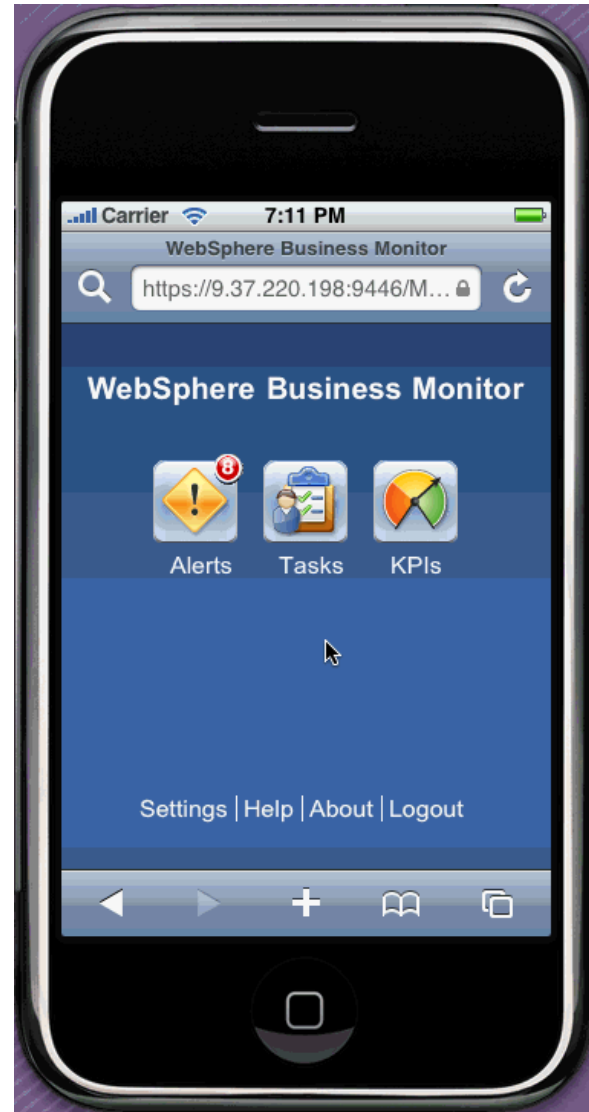 Carrier 7:11 PM
WebSphere Business Monitor
https://9.37.220.198:9446/M...
WebSphere Business Monitor
8
Alerts Tasks KPIs
Settings | Help | About | Logout